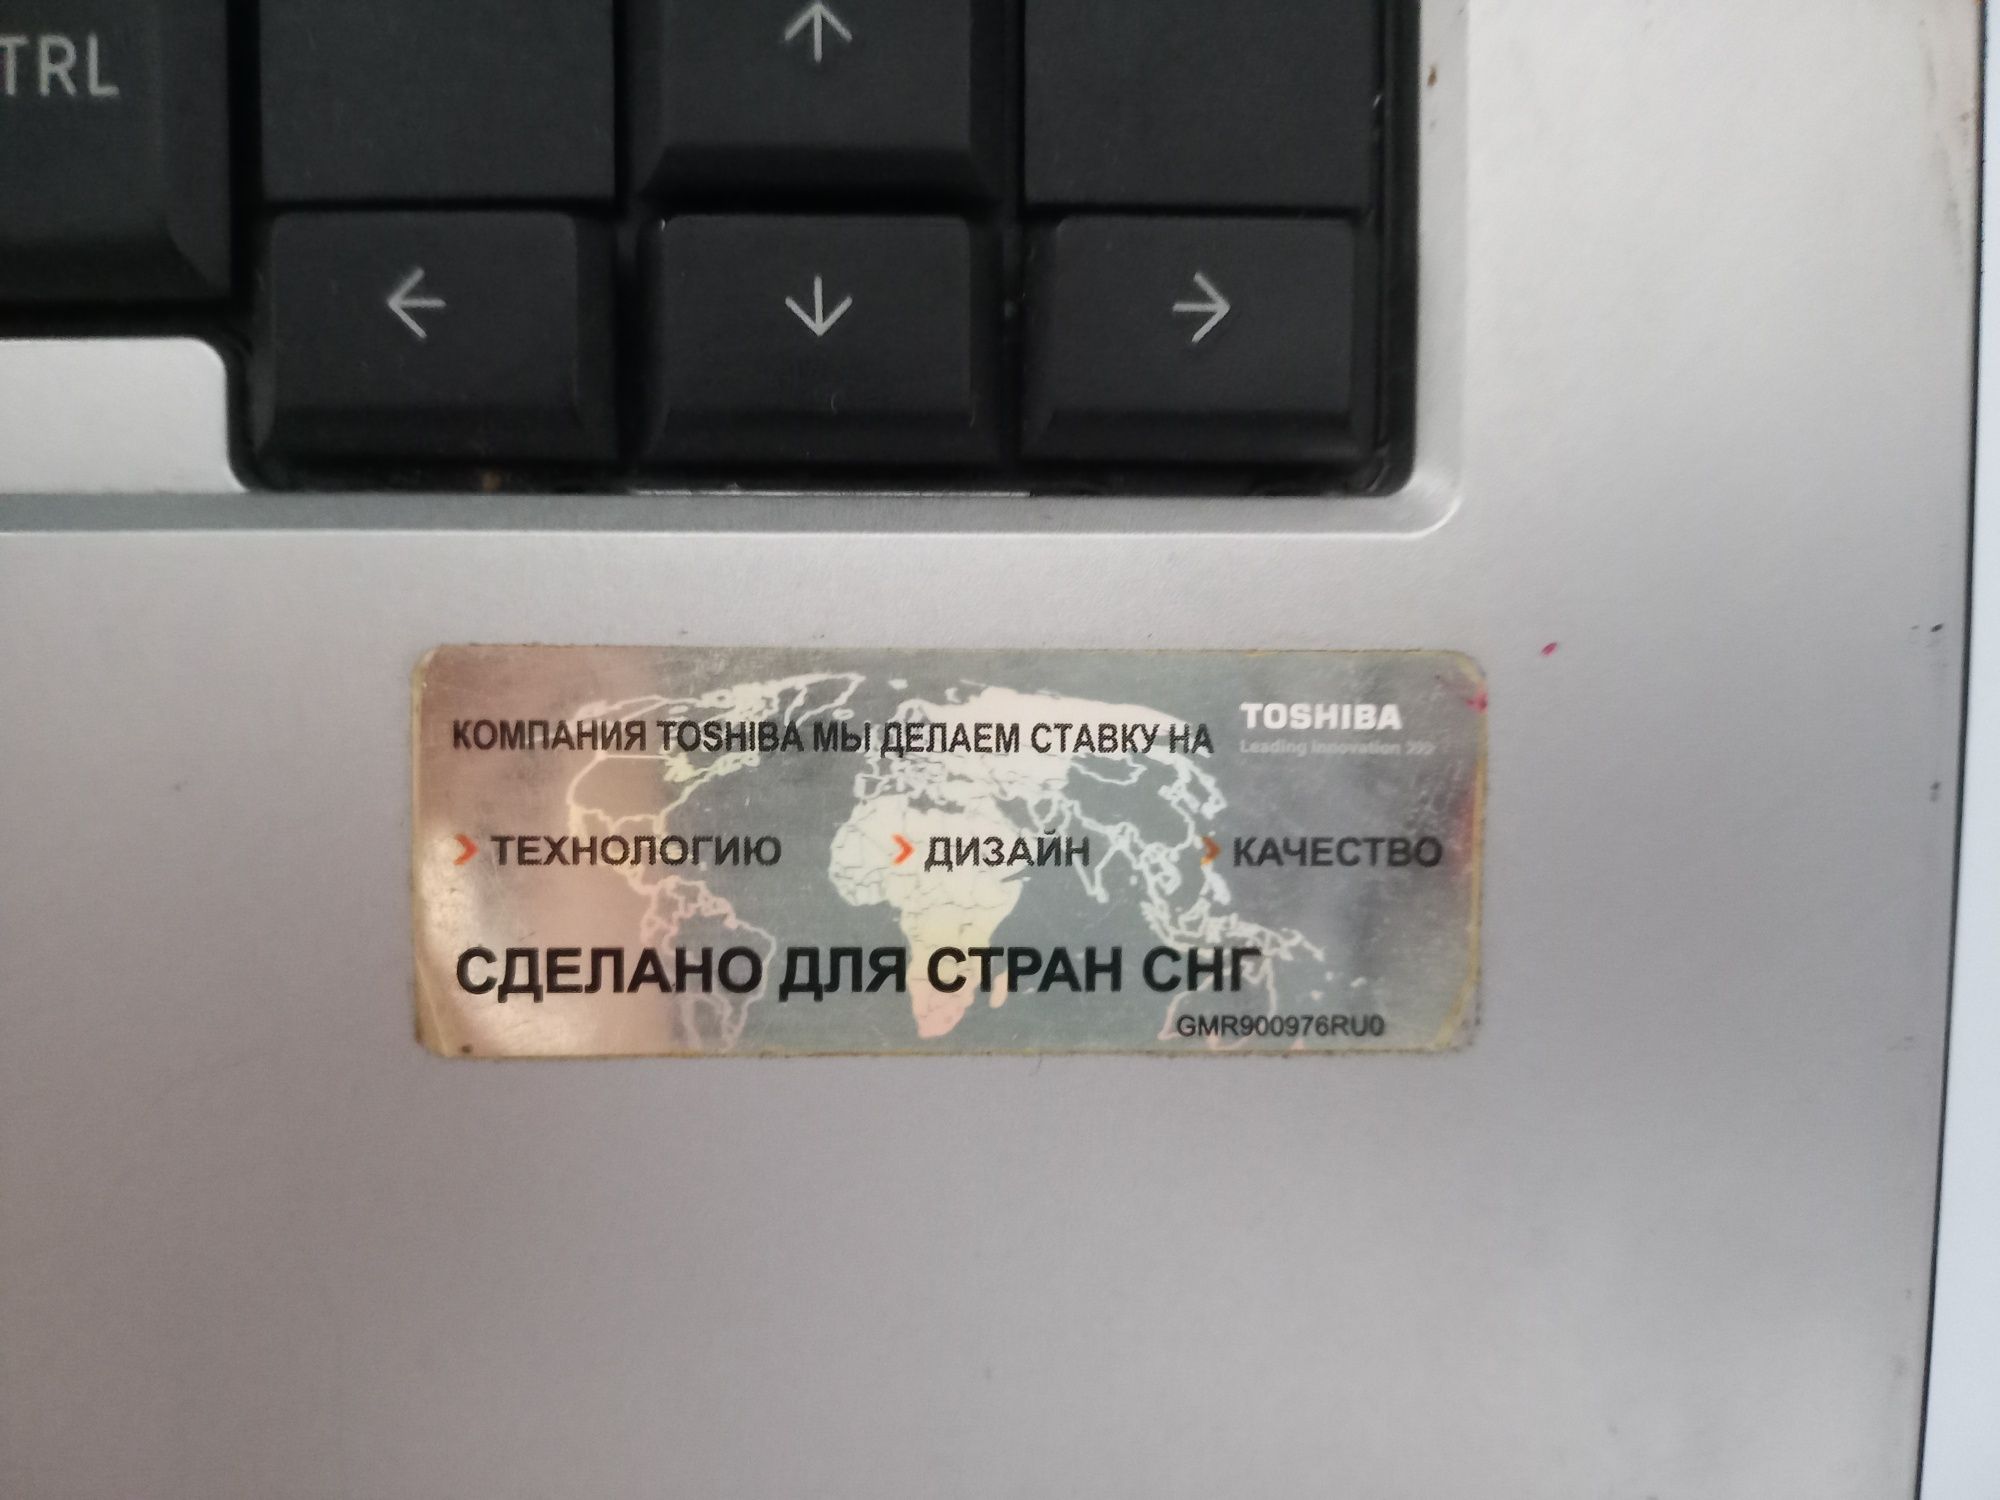 TRL
↑
← ↓ →
КОМПАНИЯ TOSHIBA МЫ ДЕЛАЕМ СТАВКУ НА
TOSHIBA
Leading Innovation >>>
> ТЕХНОЛОГИЮ > ДИЗАЙН > КАЧЕСТВО
СДЕЛАНО ДЛЯ СТРАН СНГ
GMR900976RU0